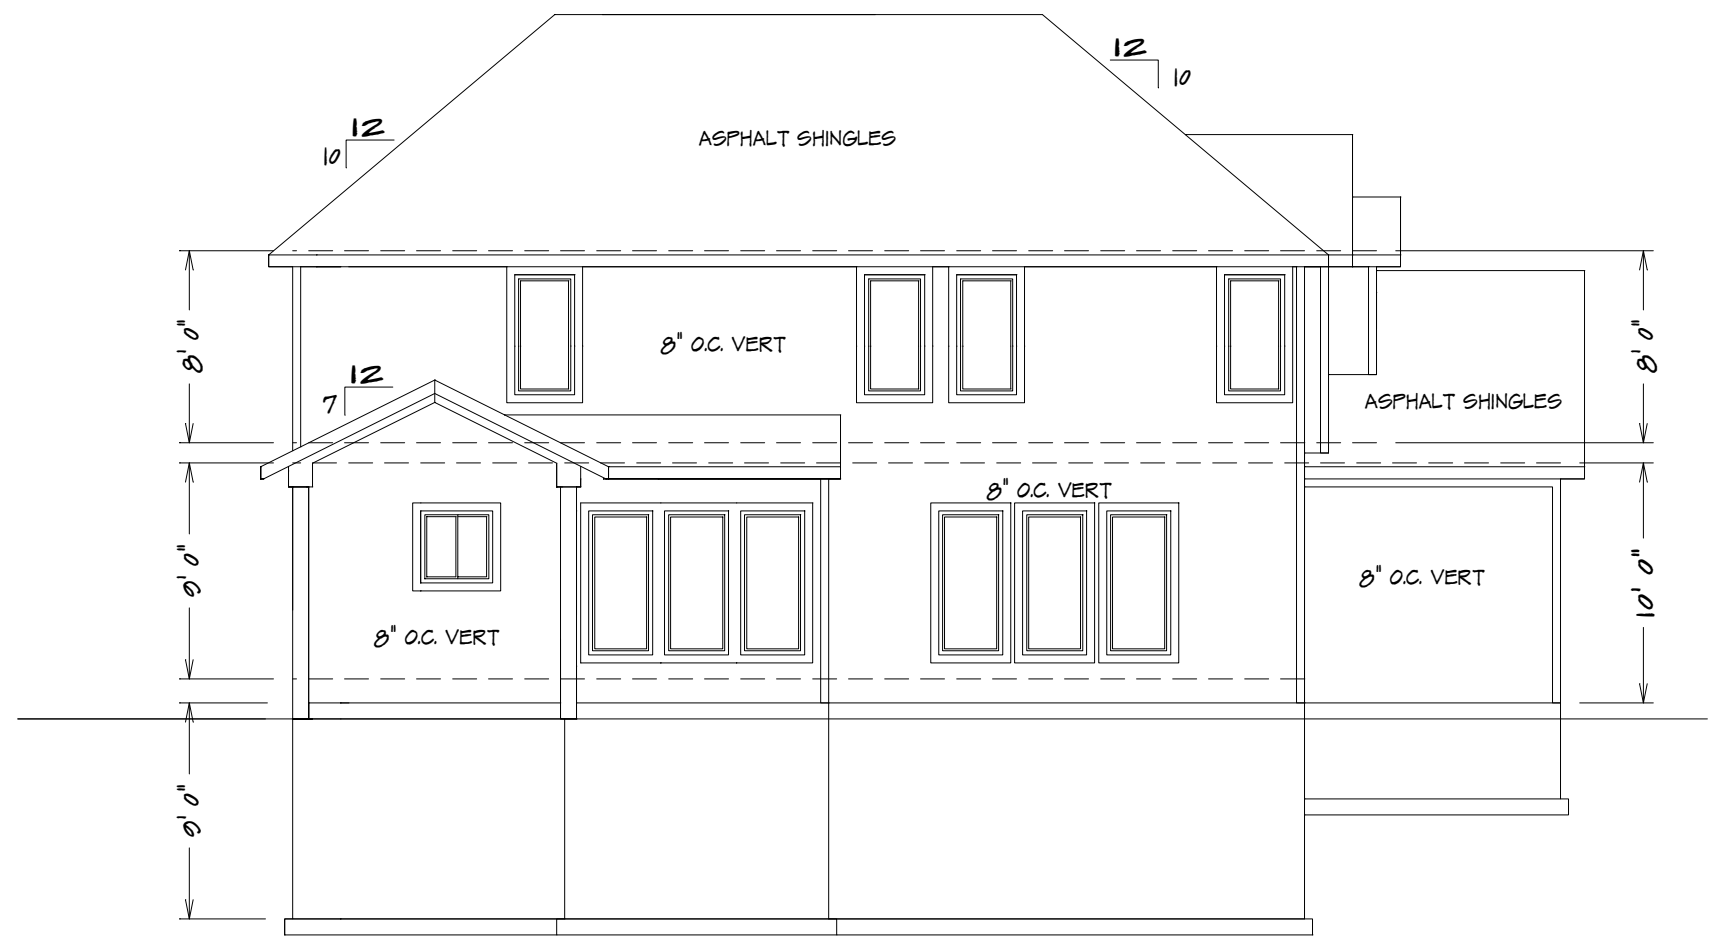 12
10
12
10
ASPHALT SHINGLES
8' 0"
8" O.C. VERT
8' 0"
12
7
ASPHALT SHINGLES
8" O.C. VERT
9' 0"
10' 0"
8" O.C. VERT
8" O.C. VERT
9' 0"